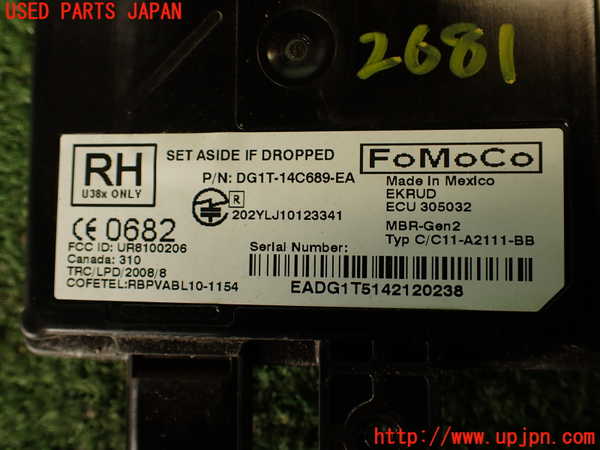 USED PARTS JAPAN
2681
RH
U38x ONLY
SET ASIDE IF DROPPED
P/N: DG1T-14C689-EA
FoMoCo
Made in Mexico
EKRUD
ECU 305032
MBR-Gen2
Typ C/C11-A2111-BB
R
202YLJ10123341
CE 0682
FCC ID: UR8100206
Canada: 310
TRC/LPD/2008/8
COFETEL:RBPVABL10-1154
Serial Number:
EADG1T5142120238
http://www.upjpn.com/